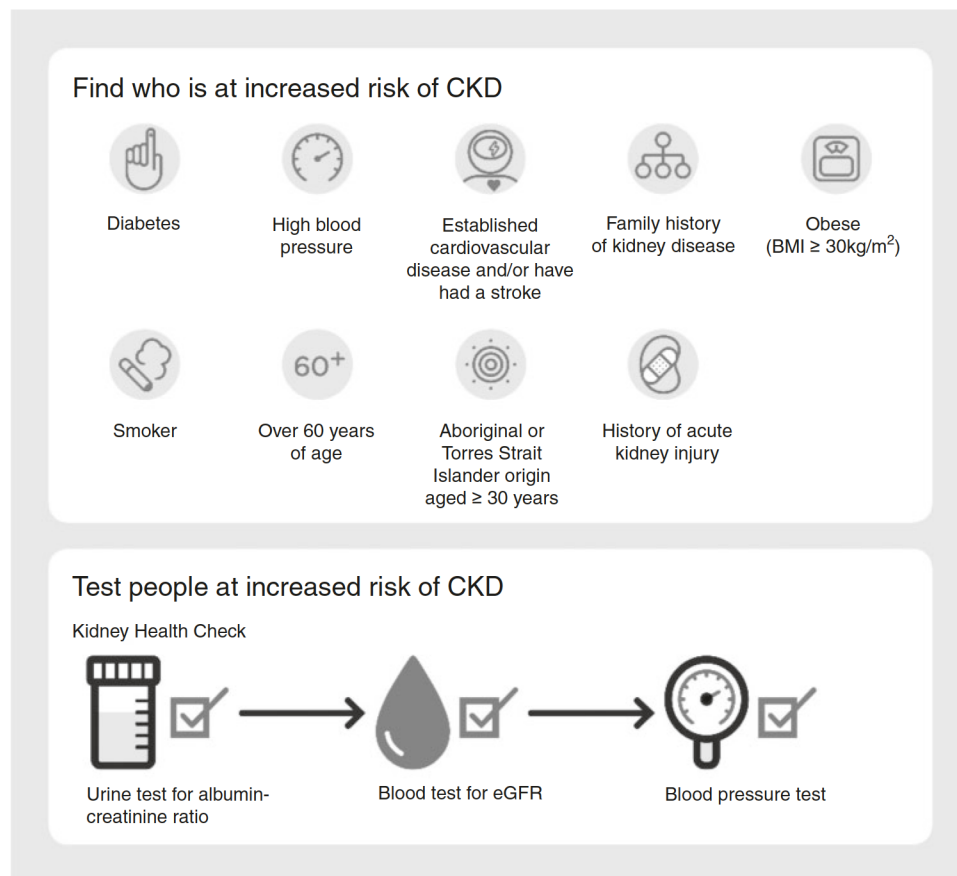 Find who is at increased risk of CKD
Diabetes
High blood
pressure
Established
cardiovascular
disease and/or have
had a stroke
Family history
of kidney disease
Obese
(BMI ≥ 30kg/m²)
60+
Smoker
Over 60 years
of age
Aboriginal or
Torres Strait
Islander origin
aged ≥ 30 years
History of acute
kidney injury
Test people at increased risk of CKD
Kidney Health Check
Urine test for albumin-
creatinine ratio
Blood test for eGFR
Blood pressure test